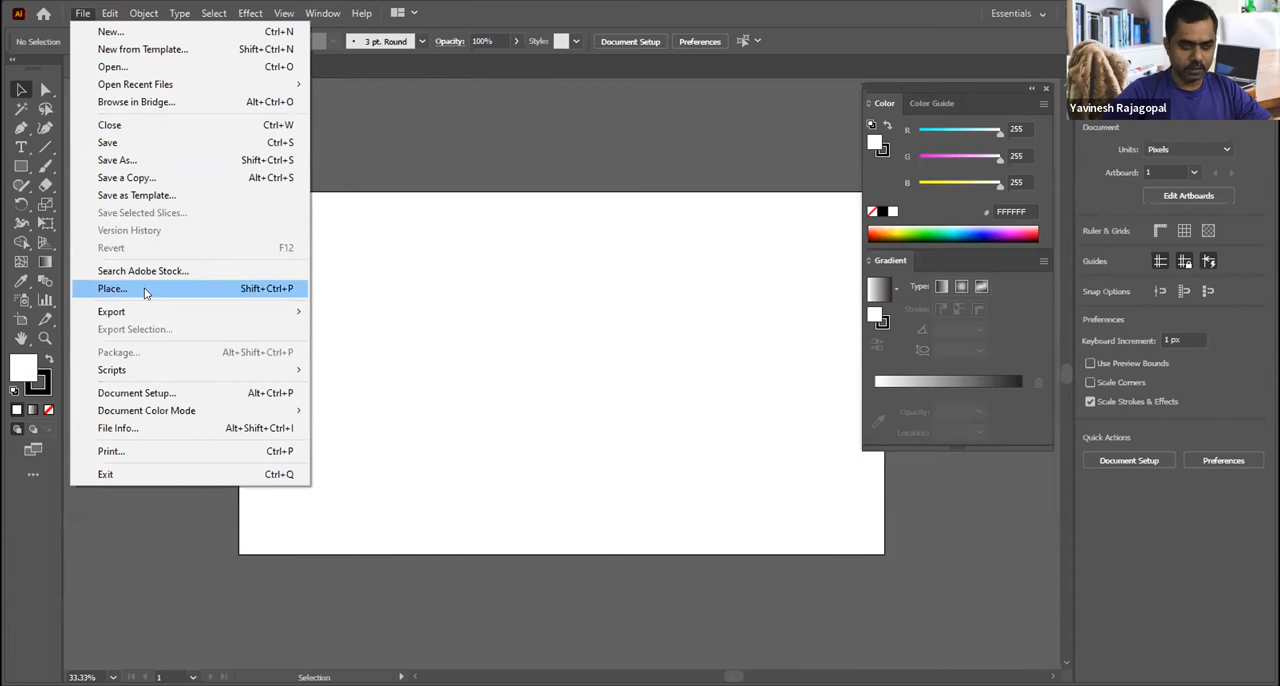 Ai File Edit Object Type Select Effect View Window Help Essentials
No Selection 3 pt. Round Opacity: 100% Style: Document Setup Preferences
New... Ctrl+N
New from Template... Shift+Ctrl+N
Open... Ctrl+O
Open Recent Files
Browse in Bridge... Alt+Ctrl+O
Close Ctrl+W
Save Ctrl+S
Save As... Shift+Ctrl+S
Save a Copy... Alt+Ctrl+S
Save as Template...
Save Selected Slices...
Version History
Revert F12
Search Adobe Stock...
Place... Shift+Ctrl+P
Export
Export Selection...
Package... Alt+Shift+Ctrl+P
Scripts
Document Setup... Alt+Ctrl+P
Document Color Mode
File Info... Alt+Shift+Ctrl+I
Print... Ctrl+P
Exit Ctrl+Q
Color Color Guide
R 255
G 255
B 255
# FFFFFF
Gradient
Type:
Strokes:
Opacity:
Location:
Yavinesh Rajagopal
Document
Units: Pixels
Artboard: 1
Edit Artboards
Ruler & Grids
Guides
Snap Options
Preferences
Keyboard Increment: 1 px
Use Preview Bounds
Scale Corners
Scale Strokes & Effects
Quick Actions
Document Setup Preferences
33.33% 1 Selection